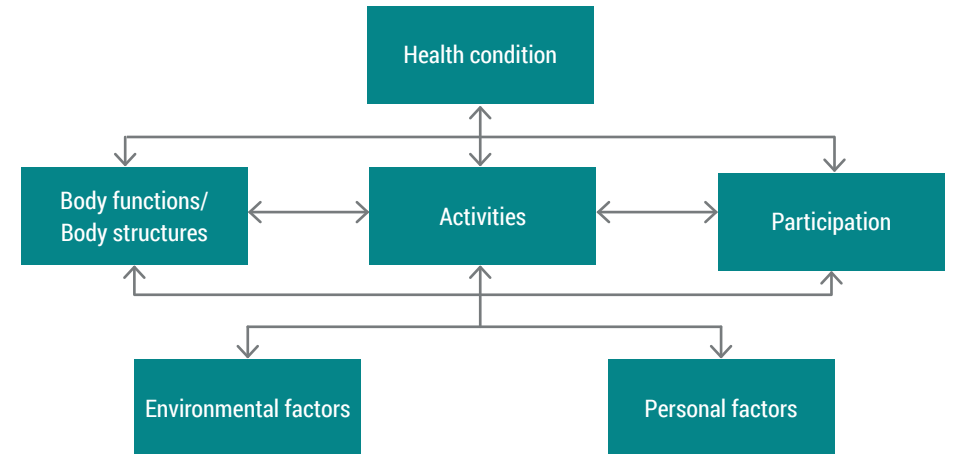 Health condition
Body functions/
Body structures
Activities
Participation
Environmental factors
Personal factors